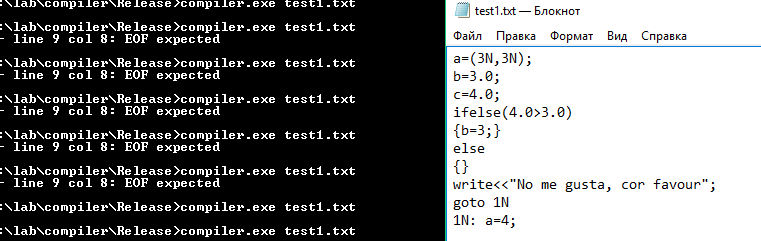 :\lab\compiler\Release>compiler.exe test1.txt
- line 9 col 8: EOF expected
:\lab\compiler\Release>compiler.exe test1.txt
- line 9 col 8: EOF expected
:\lab\compiler\Release>compiler.exe test1.txt
- line 9 col 8: EOF expected
:\lab\compiler\Release>compiler.exe test1.txt
- line 9 col 8: EOF expected
:\lab\compiler\Release>compiler.exe test1.txt
- line 9 col 8: EOF expected
:\lab\compiler\Release>compiler.exe test1.txt
test1.txt — Блокнот
Файл Правка Формат Вид Справка
a=(3N,3N);
b=3.0;
c=4.0;
ifelse(4.0>3.0)
{b=3;}
else
{}
write<<"No me gusta, cor favour";
goto 1N
1N: a=4;